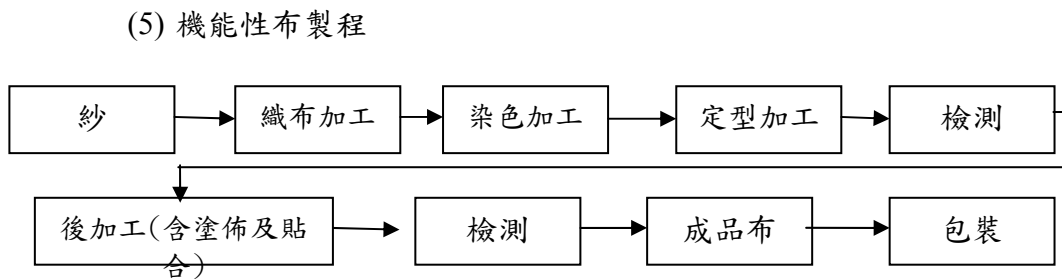 (5) 機能性布製程
紗
織布加工
染色加工
定型加工
檢測
後加工(含塗佈及貼
合)
檢測
成品布
包裝